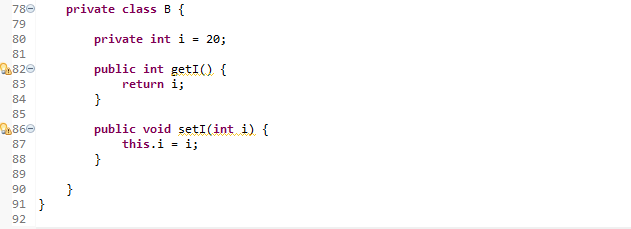 78 private class B {
79
80 private int i = 20;
81
82 public int getI() {
83 return i;
84 }
85
86 public void setI(int i) {
87 this.i = i;
88 }
89
90 }
91 }
92